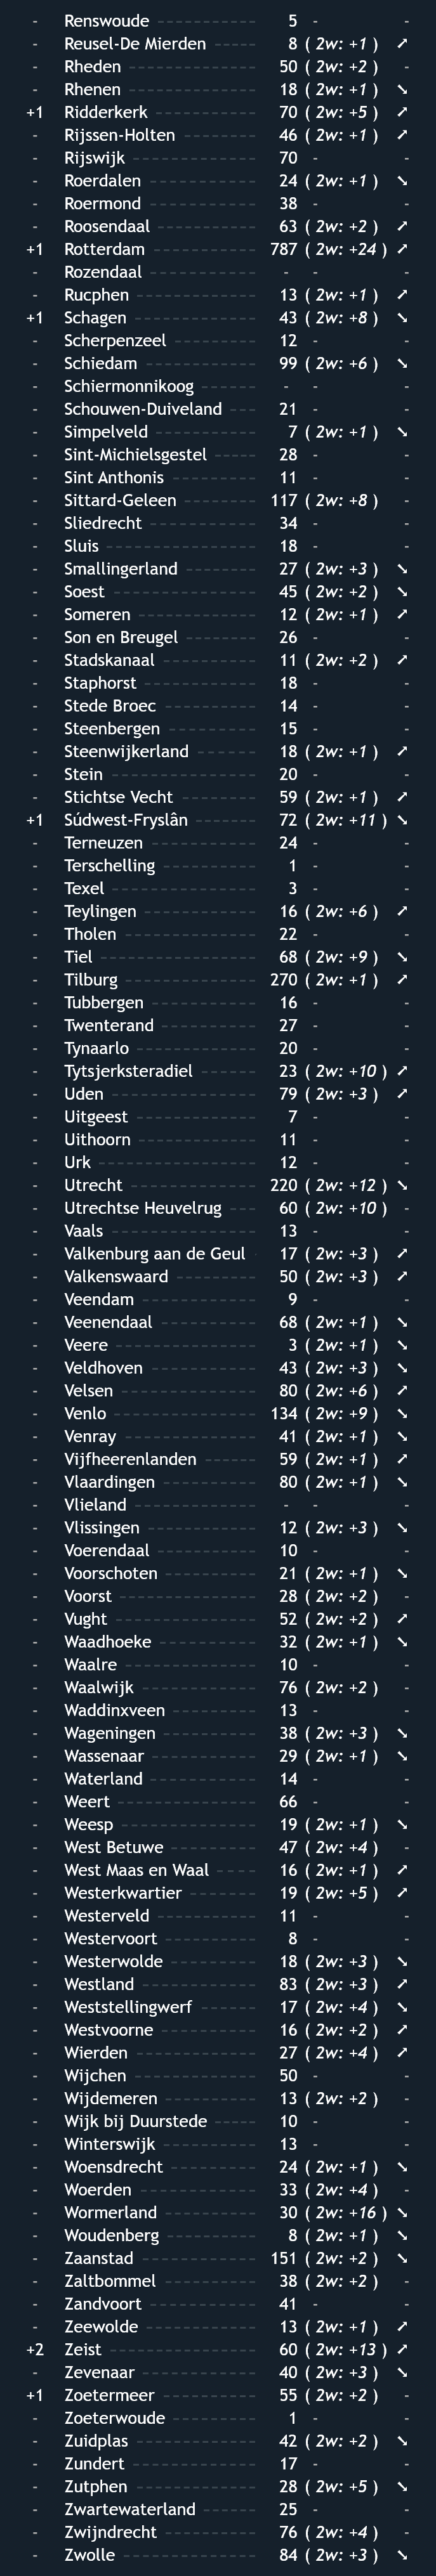 - Renswoude ------------ 5 - -
- Reusel-De Mierden ------ 8 ( 2w: +1 ) ➚
- Rheden --------------- 50 ( 2w: +2 ) -
- Rhenen --------------- 18 ( 2w: +1 ) ➘
+1 Ridderkerk ------------ 70 ( 2w: +5 ) ➚
- Rijssen-Holten --------- 46 ( 2w: +1 ) ➚
- Rijswijk --------------- 70 - -
- Roerdalen ------------- 24 ( 2w: +1 ) ➘
- Roermond ------------- 38 - -
- Roosendaal ------------ 63 ( 2w: +2 ) ➚
+1 Rotterdam ------------- 787 ( 2w: +24 ) ➚
- Rozendaal ------------- - - -
- Rucphen -------------- 13 ( 2w: +1 ) ➚
+1 Schagen --------------- 43 ( 2w: +8 ) ➘
- Scherpenzeel ---------- 12 - -
- Schiedam -------------- 99 ( 2w: +6 ) ➘
- Schiermonnikoog ------- - - -
- Schouwen-Duiveland --- 21 - -
- Simpelveld ------------ 7 ( 2w: +1 ) ➘
- Sint-Michielsgestel ----- 28 - -
- Sint Anthonis ---------- 11 - -
- Sittard-Geleen --------- 117 ( 2w: +8 ) -
- Sliedrecht ------------- 34 - -
- Sluis ----------------- 18 - -
- Smallingerland --------- 27 ( 2w: +3 ) ➘
- Soest ----------------- 45 ( 2w: +2 ) ➘
- Someren -------------- 12 ( 2w: +1 ) ➚
- Son en Breugel --------- 26 - -
- Stadskanaal ----------- 11 ( 2w: +2 ) ➚
- Staphorst ------------- 18 - -
- Stede Broec ----------- 14 - -
- Steenbergen ----------- 15 - -
- Steenwijkerland ------- 18 ( 2w: +1 ) ➚
- Stein ----------------- 20 - -
- Stichtse Vecht --------- 59 ( 2w: +1 ) ➚
+1 Súdwest-Fryslân -------- 72 ( 2w: +11 ) ➘
- Terneuzen ------------- 24 - -
- Terschelling ----------- 1 - -
- Texel ----------------- 3 - -
- Teylingen ------------- 16 ( 2w: +6 ) ➚
- Tholen --------------- 22 - -
- Tiel ------------------ 68 ( 2w: +9 ) ➘
- Tilburg --------------- 270 ( 2w: +1 ) ➚
- Tubbergen ------------ 16 - -
- Twenterand ----------- 27 - -
- Tynaarlo -------------- 20 - -
- Tytsjerksteradiel ------- 23 ( 2w: +10 ) ➚
- Uden ----------------- 79 ( 2w: +3 ) ➚
- Uitgeest -------------- 7 - -
- Uithoorn -------------- 11 - -
- Urk ------------------ 12 - -
- Utrecht --------------- 220 ( 2w: +12 ) ➘
- Utrechtse Heuvelrug ---- 60 ( 2w: +10 ) -
- Vaals ----------------- 13 - -
- Valkenburg aan de Geul - 17 ( 2w: +3 ) ➚
- Valkenswaard ---------- 50 ( 2w: +3 ) ➚
- Veendam -------------- 9 - -
- Veenendaal ------------ 68 ( 2w: +1 ) ➘
- Veere ----------------- 3 ( 2w: +1 ) ➘
- Veldhoven ------------- 43 ( 2w: +3 ) ➘
- Velsen ---------------- 80 ( 2w: +6 ) ➚
- Venlo ----------------- 134 ( 2w: +9 ) ➘
- Venray ---------------- 41 ( 2w: +1 ) ➘
- Vijfheerenlanden ------ 59 ( 2w: +1 ) ➚
- Vlaardingen ----------- 80 ( 2w: +1 ) ➘
- Vlieland --------------- - - -
- Vlissingen ------------- 12 ( 2w: +3 ) ➘
- Voerendaal ------------ 10 - -
- Voorschoten ----------- 21 ( 2w: +1 ) ➘
- Voorst ---------------- 28 ( 2w: +2 ) -
- Vught ---------------- 52 ( 2w: +2 ) ➚
- Waadhoeke ------------ 32 ( 2w: +1 ) ➘
- Waalre ---------------- 10 - -
- Waalwijk -------------- 76 ( 2w: +2 ) -
- Waddinxveen ---------- 13 - -
- Wageningen ----------- 38 ( 2w: +3 ) ➘
- Wassenaar ------------- 29 ( 2w: +1 ) ➘
- Waterland ------------- 14 - -
- Weert ---------------- 66 - -
- Weesp ---------------- 19 ( 2w: +1 ) ➘
- West Betuwe ---------- 47 ( 2w: +4 ) -
- West Maas en Waal ---- 16 ( 2w: +1 ) ➚
- Westerkwartier -------- 19 ( 2w: +5 ) ➚
- Westerveld ------------ 11 - -
- Westervoort ----------- 8 - -
- Westerwolde ---------- 18 ( 2w: +3 ) ➘
- Westland -------------- 83 ( 2w: +3 ) ➚
- Weststellingwerf ------- 17 ( 2w: +4 ) ➘
- Westvoorne ----------- 16 ( 2w: +2 ) ➚
- Wierden -------------- 27 ( 2w: +4 ) ➚
- Wijchen --------------- 50 - -
- Wijdemeren ----------- 13 ( 2w: +2 ) -
- Wijk bij Duurstede ----- 10 - -
- Winterswijk ----------- 13 - -
- Woensdrecht ---------- 24 ( 2w: +1 ) ➘
- Woerden -------------- 33 ( 2w: +4 ) -
- Wormerland ----------- 30 ( 2w: +16 ) ➘
- Woudenberg ----------- 8 ( 2w: +1 ) ➘
- Zaanstad -------------- 151 ( 2w: +2 ) ➘
- Zaltbommel ----------- 38 ( 2w: +2 ) -
- Zandvoort ------------- 41 - -
- Zeewolde ------------- 13 ( 2w: +1 ) ➚
+2 Zeist ----------------- 60 ( 2w: +13 ) ➚
- Zevenaar -------------- 40 ( 2w: +3 ) ➘
+1 Zoetermeer ----------- 55 ( 2w: +2 ) -
- Zoeterwoude ---------- 1 - -
- Zuidplas -------------- 42 ( 2w: +2 ) ➘
- Zundert -------------- 17 - -
- Zutphen -------------- 28 ( 2w: +5 ) ➘
- Zwartewaterland ------- 25 - -
- Zwijndrecht ----------- 76 ( 2w: +4 ) -
- Zwolle ---------------- 84 ( 2w: +3 ) ➘